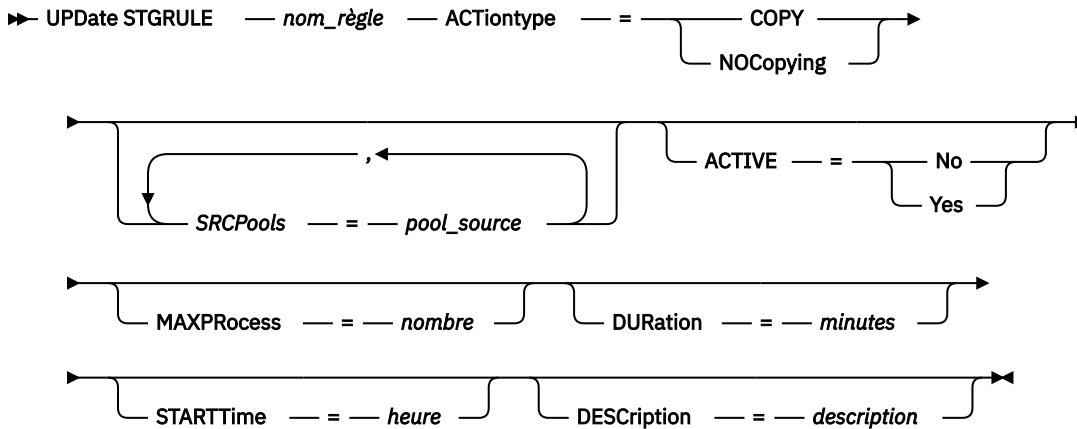 UPDate STGRULE nom_règle ACTiontype = COPY
NOCopying
,
SRCPools = pool_source
ACTIVE = No
Yes
MAXPRocess = nombre DURation = minutes
STARTTime = heure DESCription = description